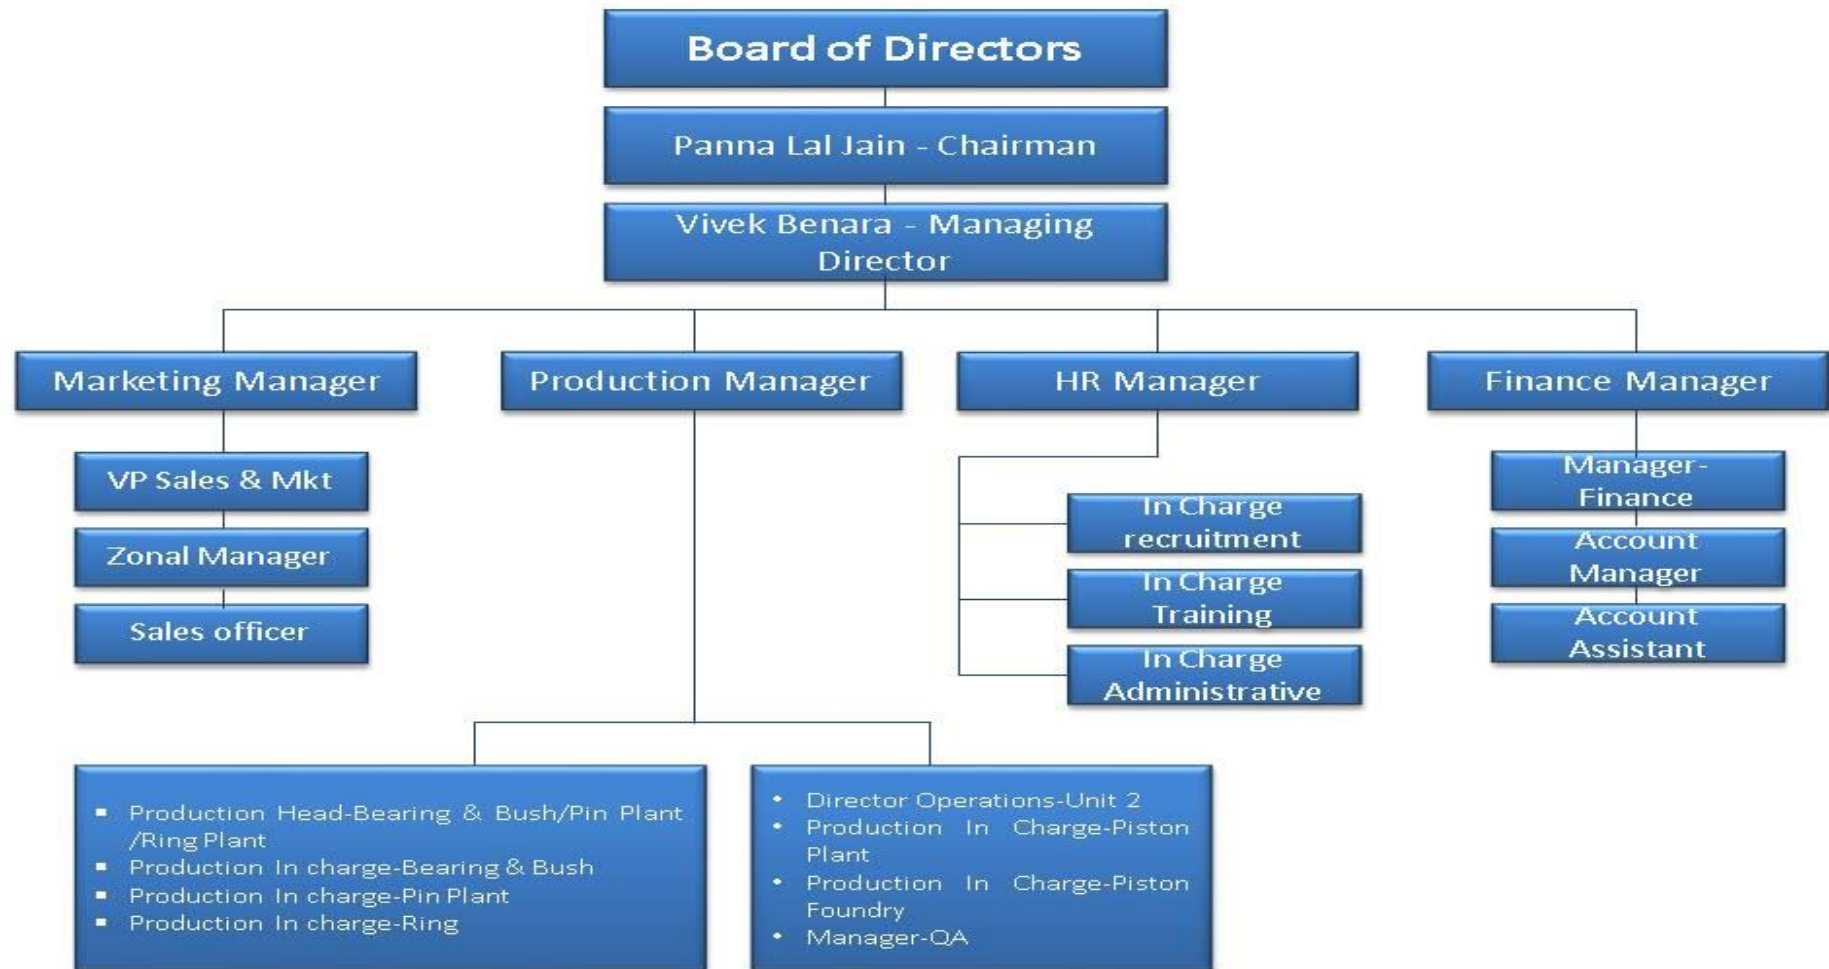 Board of Directors
Panna Lal Jain - Chairman
Vivek Benara - Managing
Director
Marketing Manager
Production Manager
HR Manager
Finance Manager
VP Sales & Mkt
Zonal Manager
Sales officer
In Charge
recruitment
In Charge
Training
In Charge
Administrative
Manager-
Finance
Account
Manager
Account
Assistant
▪ Production Head-Bearing & Bush/Pin Plant
/Ring Plant
▪ Production In charge-Bearing & Bush
▪ Production In charge-Pin Plant
▪ Production In charge-Ring
• Director Operations-Unit 2
• Production In Charge-Piston
Plant
• Production In Charge-Piston
Foundry
• Manager-QA